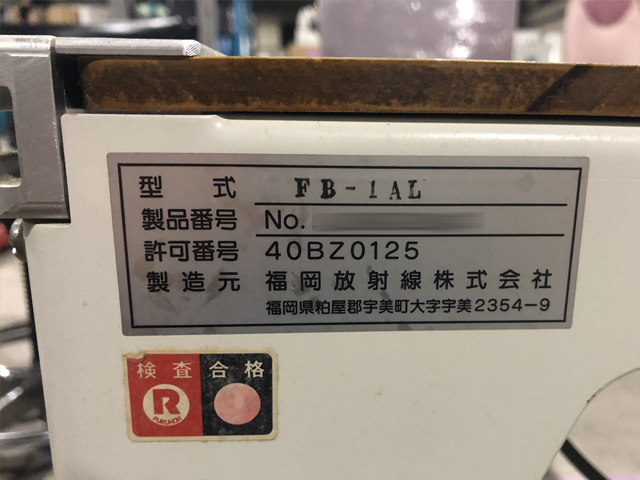 型式 FB-1AL
製品番号 No.
許可番号 40BZ0125
製造元 福岡放射線株式会社
福岡県粕屋郡宇美町大字宇美2354-9
検査合格
R
FUKUHOH